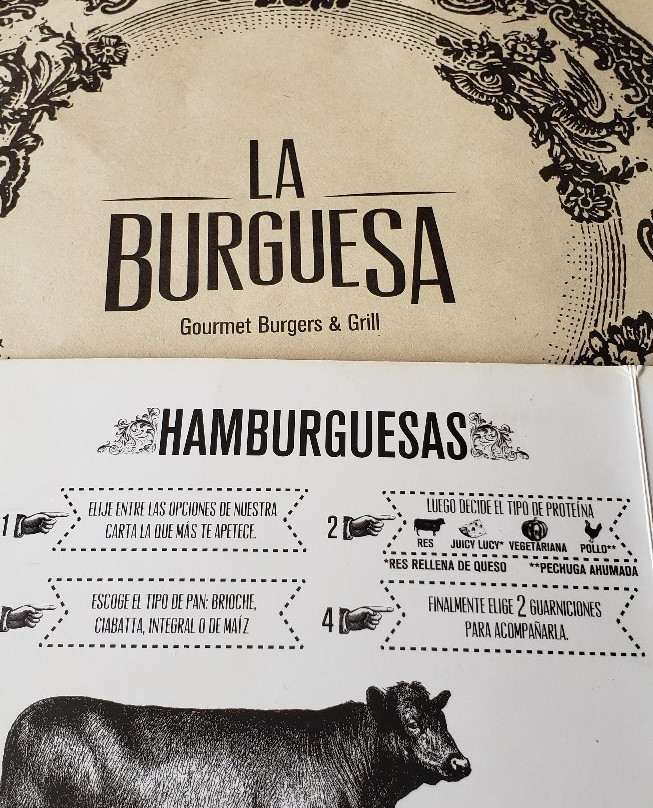 LA
BURGUESA
Gourmet Burgers & Grill
HAMBURGUESAS
1
ELIJE ENTRE LAS OPCIONES DE NUESTRA
CARTA LA QUE MÁS TE APETECE.
2
LUEGO DECIDE EL TIPO DE PROTEÍNA
RES JUICY LUCY* VEGETARIANA POLLO**
*RES RELLENA DE QUESO **PECHUGA AHUMADA
ESCOGE EL TIPO DE PAN: BRIOCHE,
CIABATTA, INTEGRAL O DE MAÍZ
4
FINALMENTE ELIGE 2 GUARNICIONES
PARA ACOMPAÑARLA.